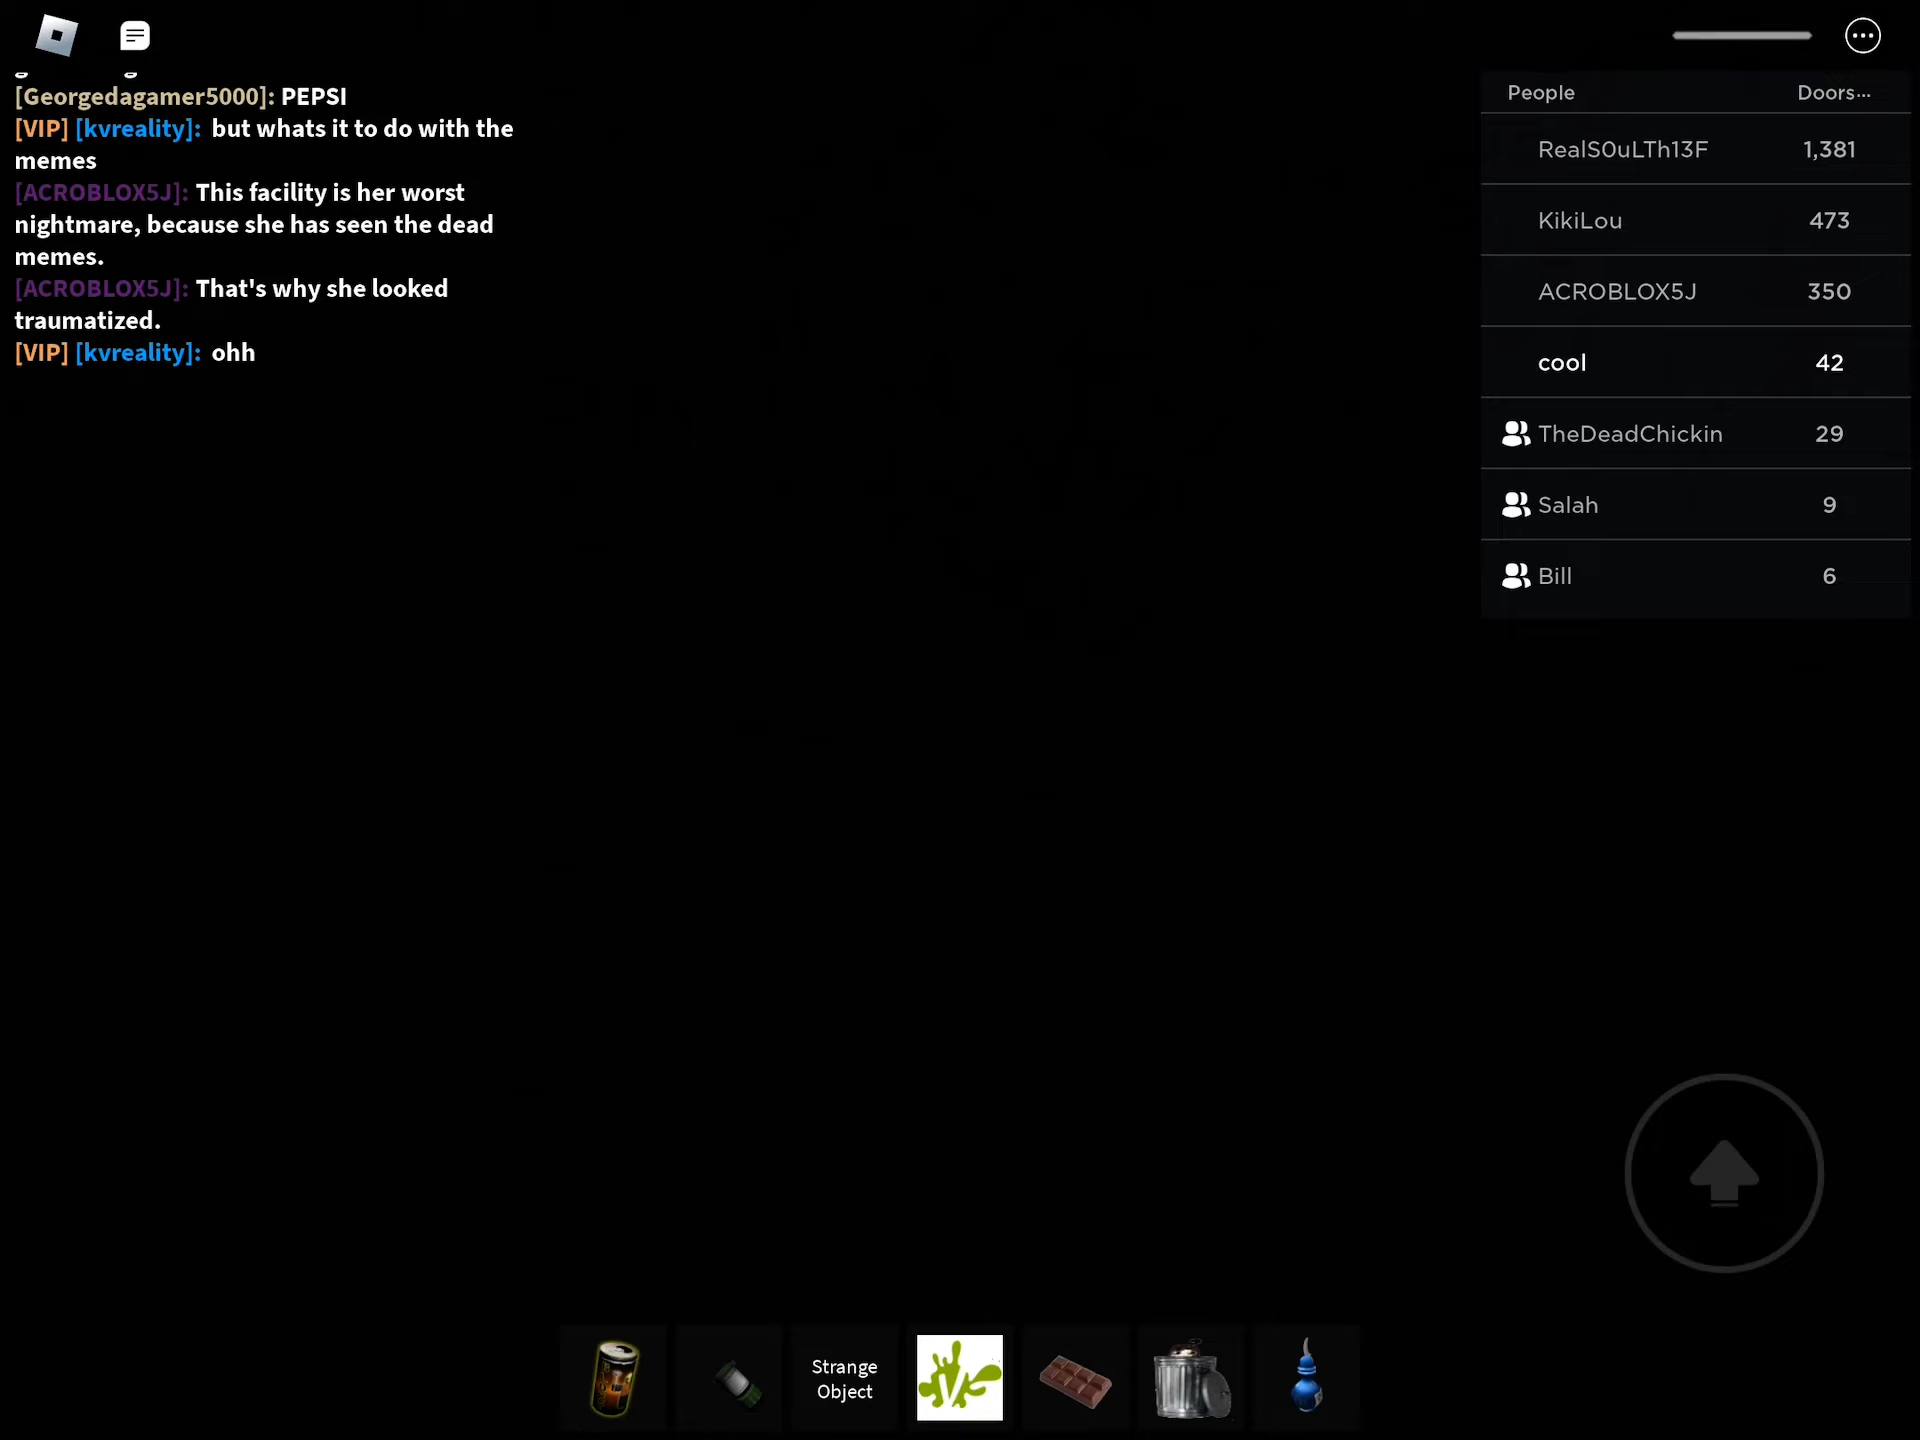 [Georgedagamer5000]: PEPSI
[VIP] [kvreality]: but whats it to do with the
memes
[ACROBLOX5J]: This facility is her worst
nightmare, because she has seen the dead
memes.
[ACROBLOX5J]: That's why she looked
traumatized.
[VIP] [kvreality]: ohh
People Doors...
RealS0uLTh13F 1,381
KikiLou 473
ACROBLOX5J 350
cool 42
TheDeadChickin 29
Salah 9
Bill 6
Strange
Object